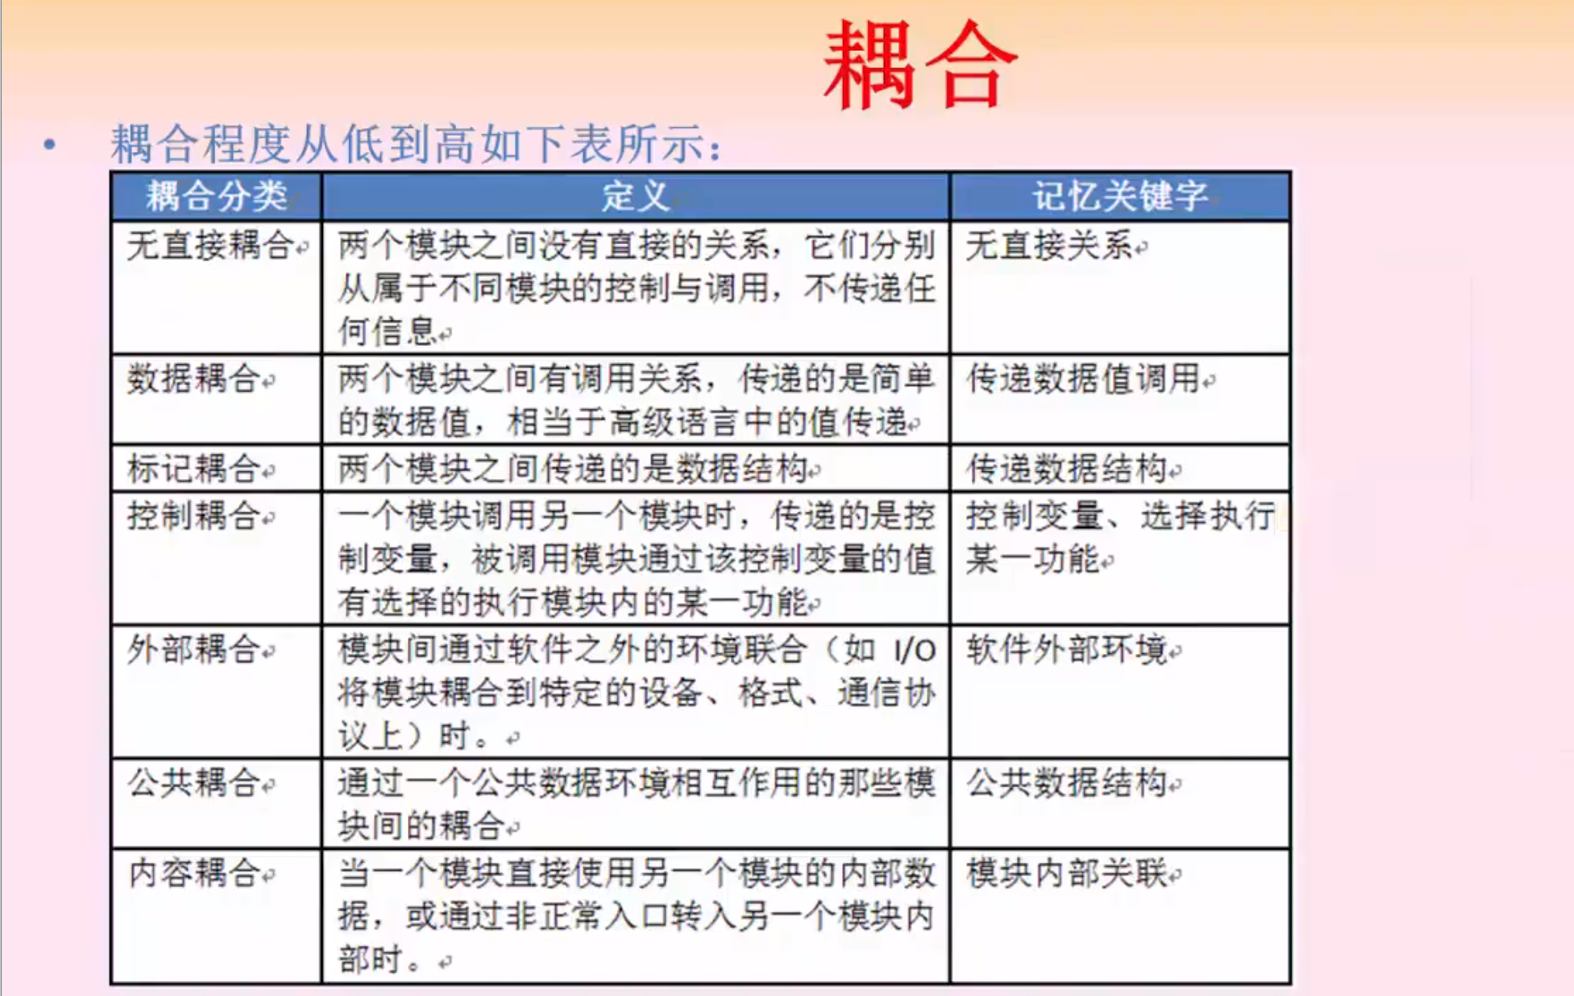 耦合
• 耦合程度从低到高如下表所示：
耦合分类 定义 记忆关键字
无直接耦合 两个模块之间没有直接的关系，它们分别 无直接关系
从属于不同模块的控制与调用，不传递任
何信息
数据耦合 两个模块之间有调用关系，传递的是简单 传递数据值调用
的数据值，相当于高级语言中的值传递
标记耦合 两个模块之间传递的是数据结构 传递数据结构
控制耦合 一个模块调用另一个模块时，传递的是控 控制变量、选择执行
制变量，被调用模块通过该控制变量的值 某一功能
有选择的执行模块内的某一功能
外部耦合 模块间通过软件之外的环境联合（如 I/O 软件外部环境
将模块耦合到特定的设备、格式、通信协
议上）时。
公共耦合 通过一个公共数据环境相互作用的那些模 公共数据结构
块间的耦合
内容耦合 当一个模块直接使用另一个模块的内部数 模块内部关联
据，或通过非正常入口转入另一个模块内
部时。